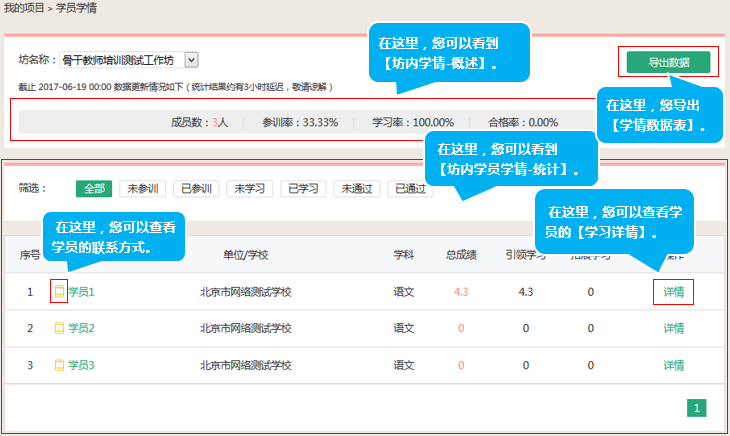 我的项目 > 学员学情
坊名称： 骨干教师培训测试工作坊
导出数据
在这里，您可以看到
【坊内学情-概述】。
截止 2017-06-19 00:00 数据更新情况如下（统计结果约有3小时延迟，敬请谅解）
在这里，您导出
【学情数据表】。
成员数：3人 参训率：33.33% 学习率：100.00% 合格率：0.00%
在这里，您可以看到
【坊内学员学情-统计】。
筛选： 全部 未参训 已参训 未学习 已学习 未通过 已通过
在这里，您可以查看
学员的联系方式。
在这里，您可以查看学
员的【学习详情】。
序号 单位/学校 学科 总成绩 引领学习
1 学员1 北京市网络测试学校 语文 4.3 4.3 0 详情
2 学员2 北京市网络测试学校 语文 0 0 0 详情
3 学员3 北京市网络测试学校 语文 0 0 0 详情
1